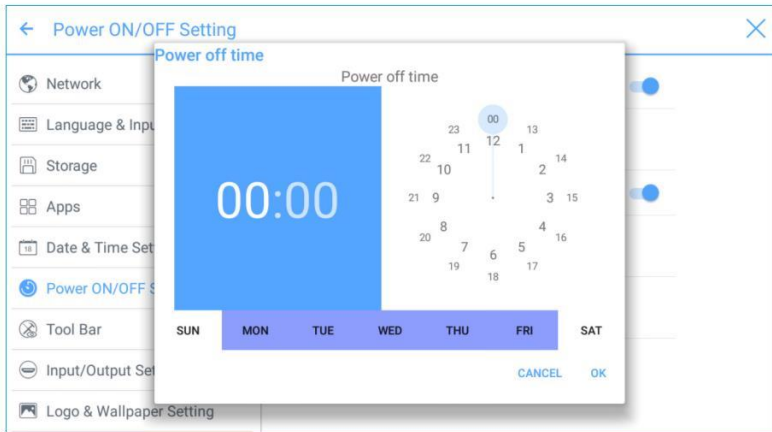 Power ON/OFF Setting
Power off time
Power off time
Network
Language & Inpu
Storage
Apps
Date & Time Set
Power ON/OFF S
Tool Bar
Input/Output Set
Logo & Wallpaper Setting
00:00
00
23 13
12
11 1
22 14
10 2
21 9 3 15
8 4
20 16
7 5
6
19 17
18
SUN MON TUE WED THU FRI SAT
CANCEL OK